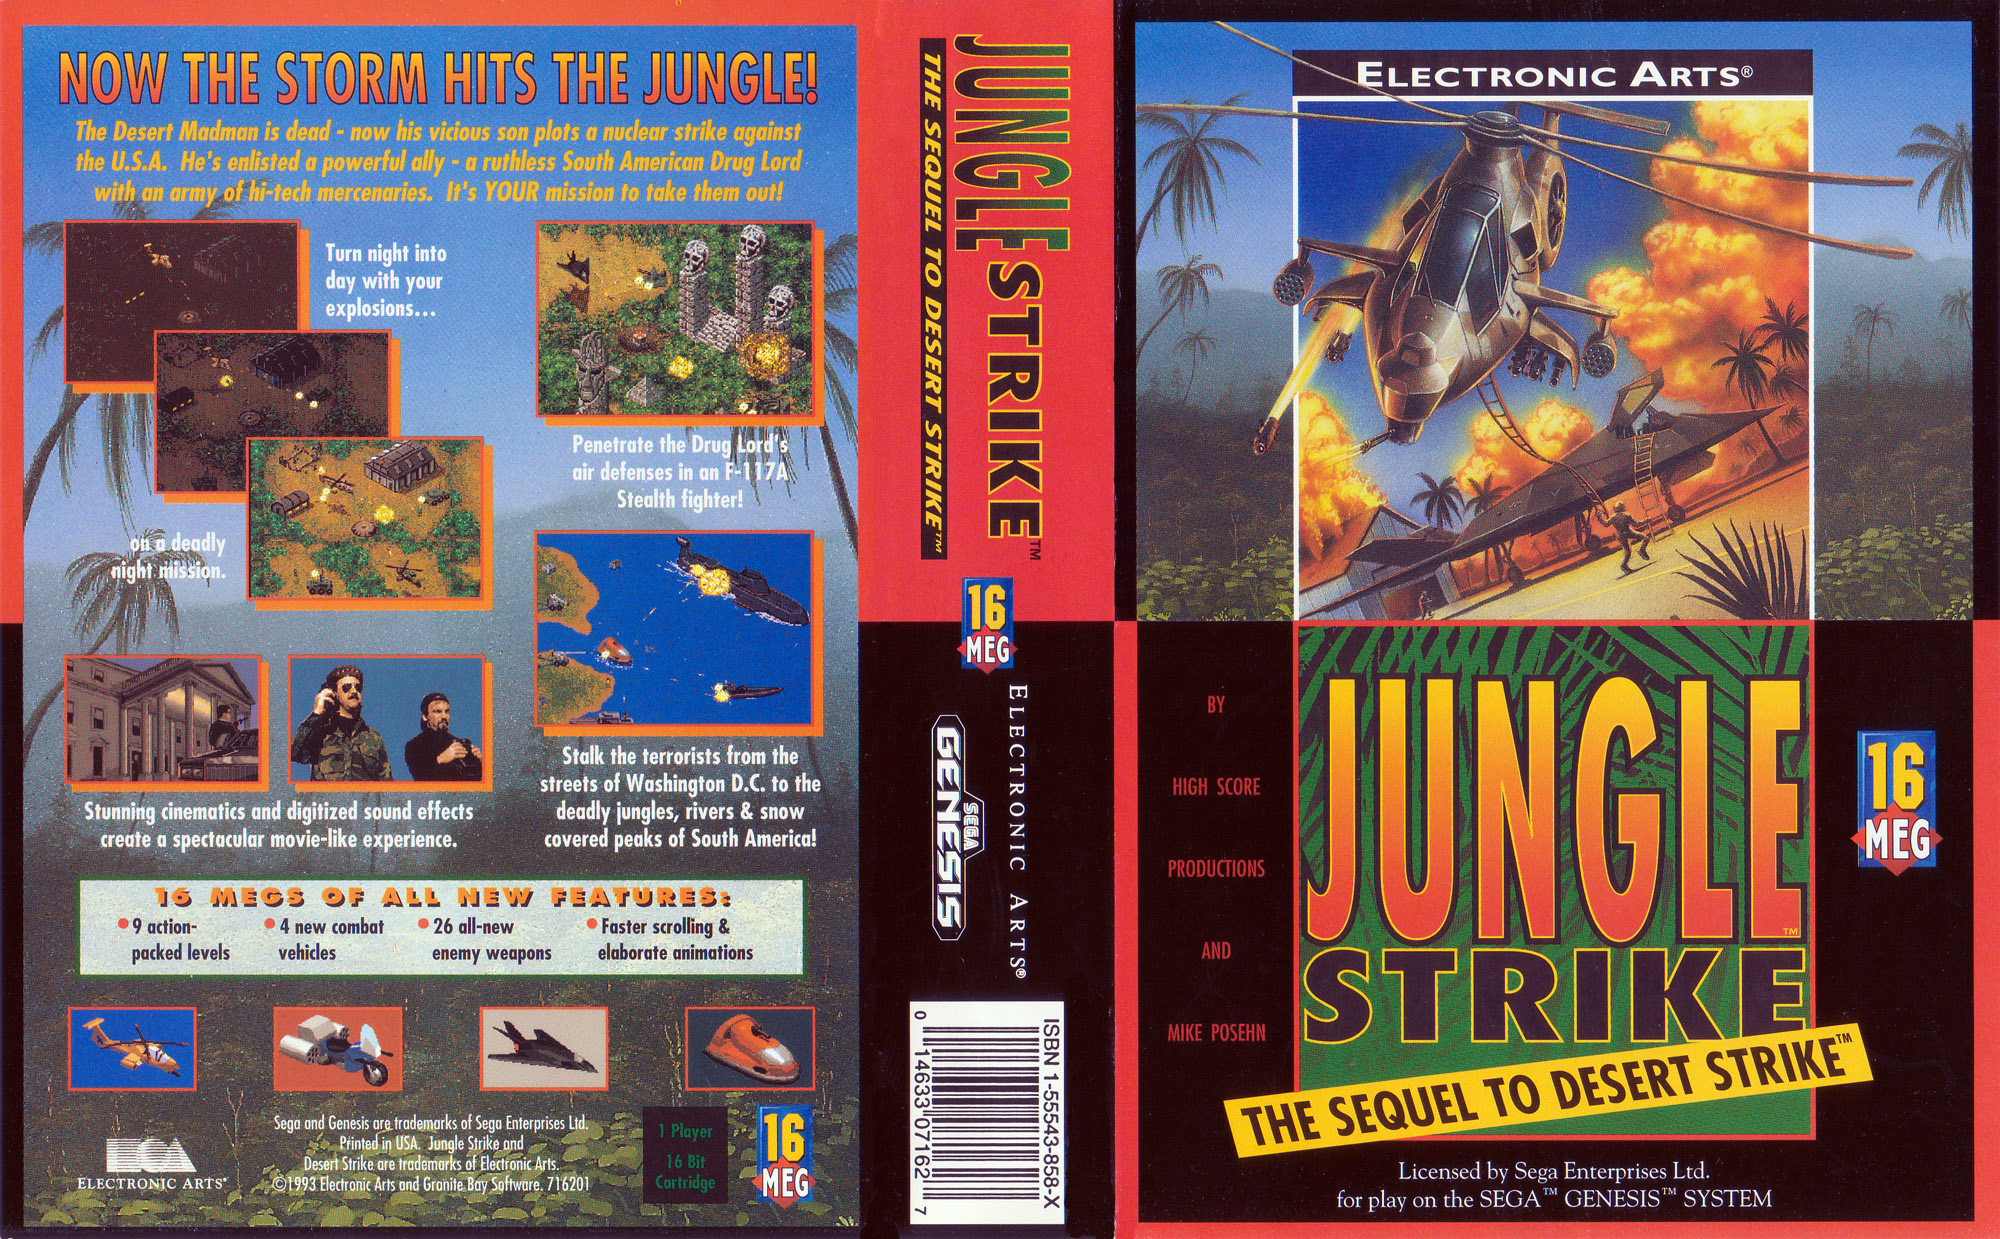 NOW THE STORM HITS THE JUNGLE!
The Desert Madman is dead - now his vicious son plots a nuclear strike against
the U.S.A. He's enlisted a powerful ally - a ruthless South American Drug Lord
with an army of hi-tech mercenaries. It's YOUR mission to take them out!
Turn night into
day with your
explosions...
on a deadly
night mission.
Penetrate the Drug Lord's
air defenses in an F-117A
Stealth fighter!
Stunning cinematics and digitized sound effects
create a spectacular movie-like experience.
Stalk the terrorists from the
streets of Washington D.C. to the
deadly jungles, rivers & snow
covered peaks of South America!
16 MEGS OF ALL NEW FEATURES:
• 9 action-
packed levels
• 4 new combat
vehicles
• 26 all-new
enemy weapons
• Faster scrolling &
elaborate animations
EA
ELECTRONIC ARTS®
Sega and Genesis are trademarks of Sega Enterprises Ltd.
Printed in USA. Jungle Strike and
Desert Strike are trademarks of Electronic Arts.
©1993 Electronic Arts and Granite Bay Software. 716201
1 Player
16 Bit
Cartridge
16
MEG
JUNGLE STRIKE™
THE SEQUEL TO DESERT STRIKE™
16
MEG
SEGA
GENESIS
ELECTRONIC ARTS®
ISBN 1-55543-858-X
0 14633 07162 7
ELECTRONIC ARTS®
BY
HIGH SCORE
PRODUCTIONS
AND
MIKE POSEHN
JUNGLE™
STRIKE
THE SEQUEL TO DESERT STRIKE™
16
MEG
Licensed by Sega Enterprises Ltd.
for play on the SEGA™ GENESIS™ SYSTEM